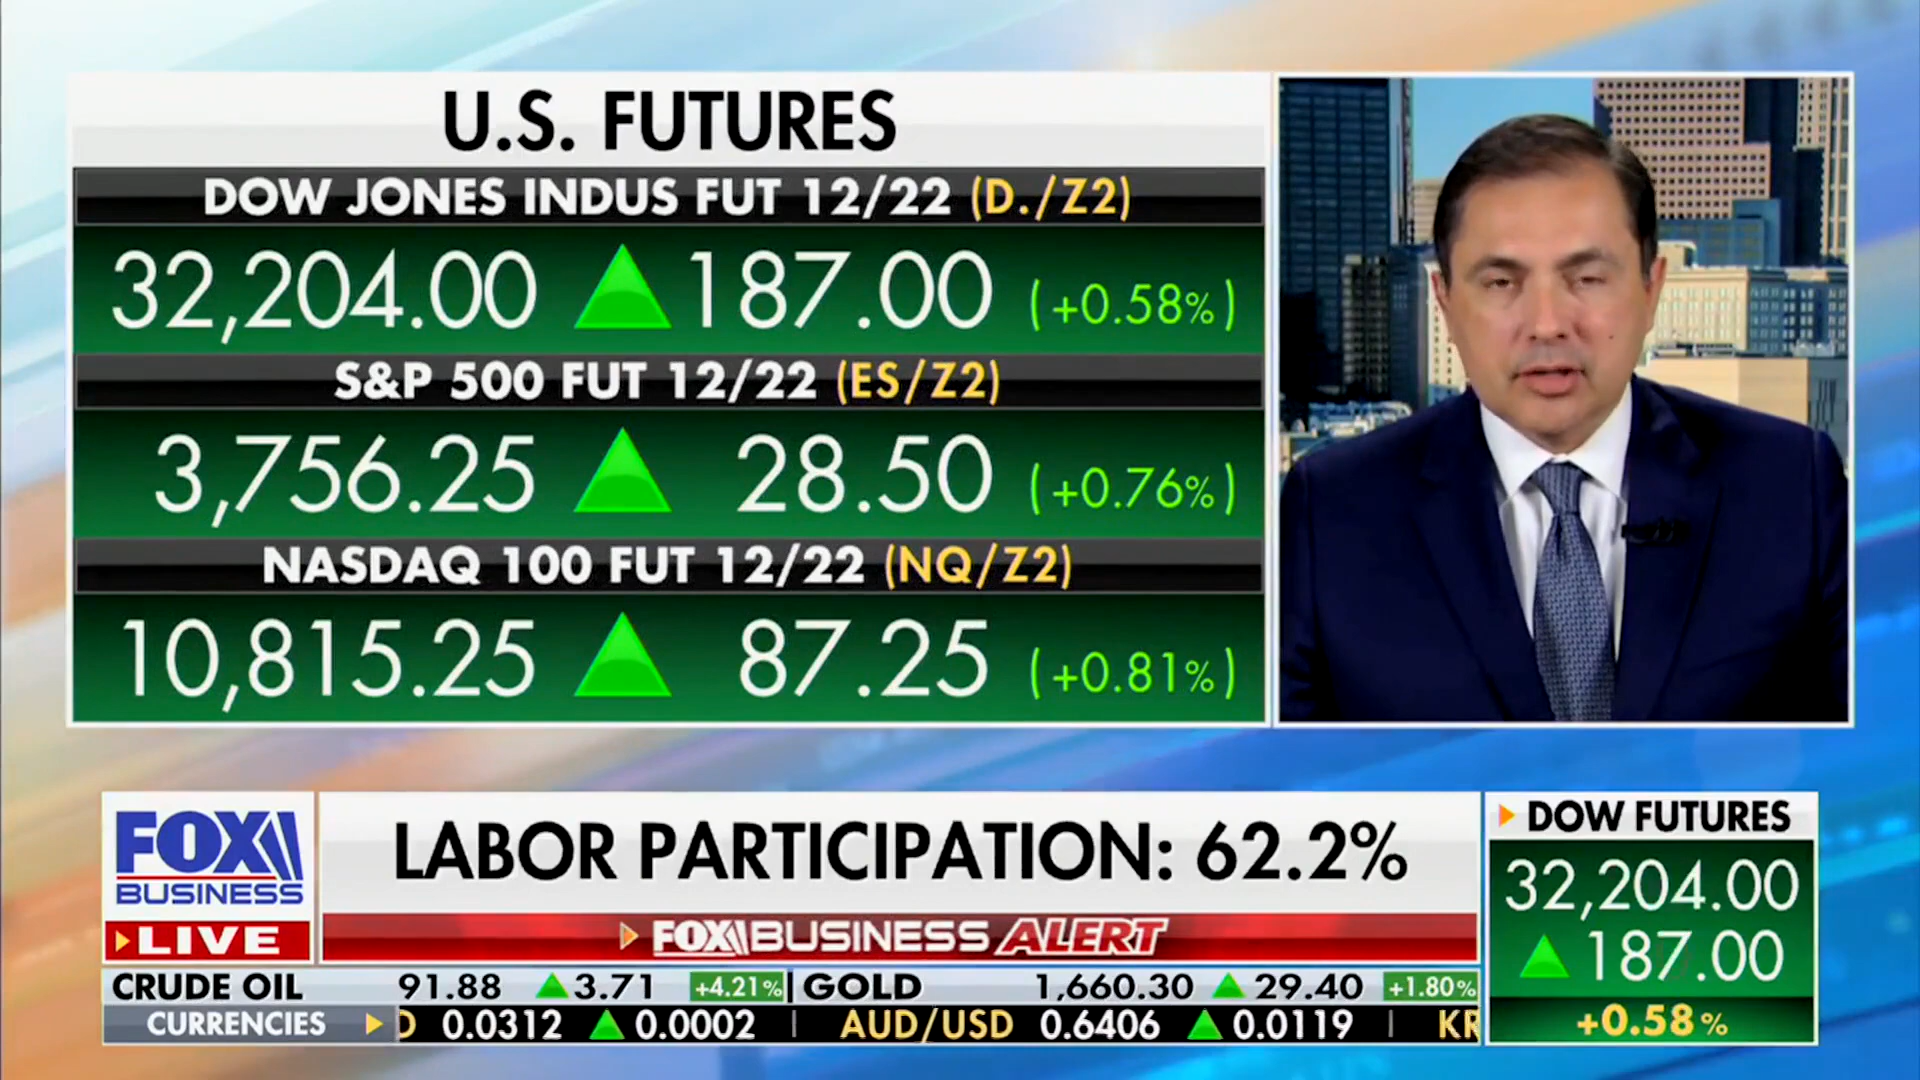 U.S. FUTURES
DOW JONES INDUS FUT 12/22 (D./Z2)
32,204.00 ▲ 187.00 (+0.58%)
S&P 500 FUT 12/22 (ES/Z2)
3,756.25 ▲ 28.50 (+0.76%)
NASDAQ 100 FUT 12/22 (NQ/Z2)
10,815.25 ▲ 87.25 (+0.81%)
FOX BUSINESS
LIVE
LABOR PARTICIPATION: 62.2%
FOX BUSINESS ALERT
DOW FUTURES
32,204.00
▲ 187.00
+0.58%
CRUDE OIL 91.88 ▲ 3.71 +4.21% | GOLD 1,660.30 ▲ 29.40 +1.80%
CURRENCIES 0.0312 ▲ 0.0002 | AUD/USD 0.6406 ▲ 0.0119 | KR